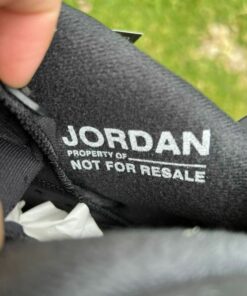 JORDAN
PROPERTY OF
NOT FOR RESALE